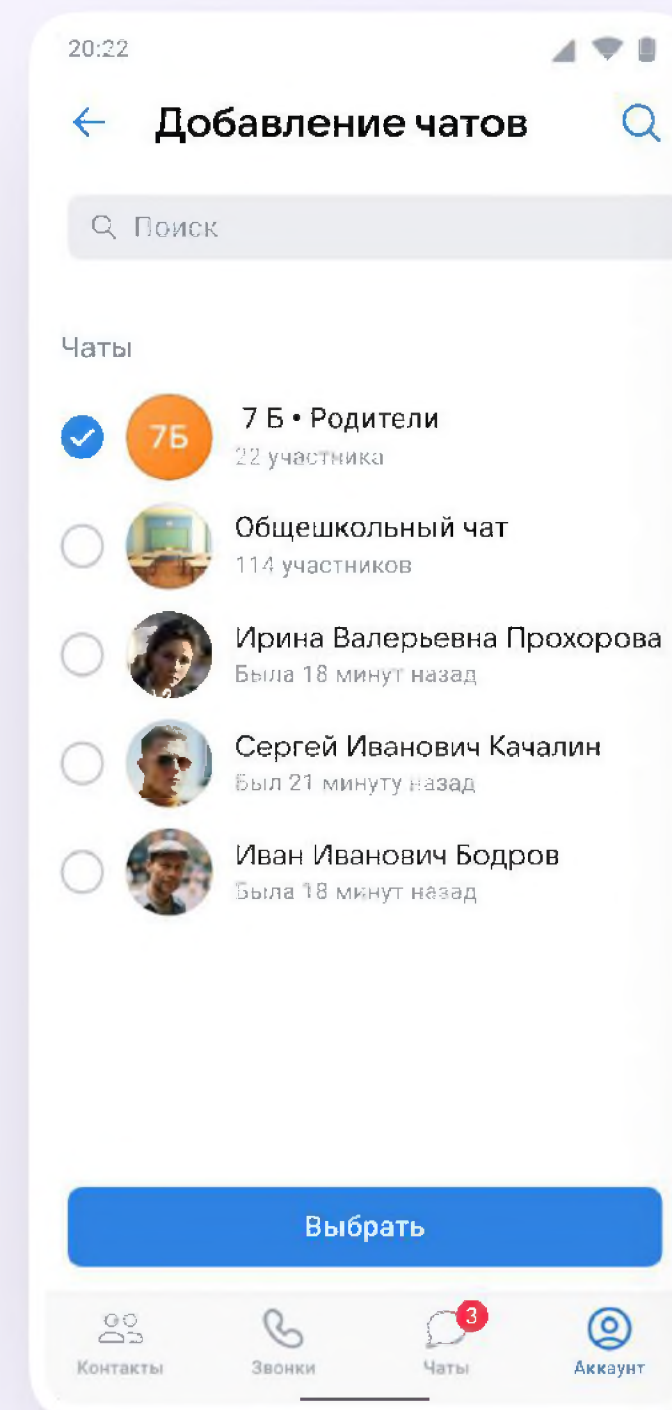 20:22
Добавление чатов
Поиск
Чаты
7Б
7 Б • Родители
22 участника
Общешкольный чат
114 участников
Ирина Валерьевна Прохорова
Была 18 минут назад
Сергей Иванович Качалин
Был 21 минуту назад
Иван Иванович Бодров
Была 18 минут назад
Выбрать
3
Контакты Звонки Чаты Аккаунт